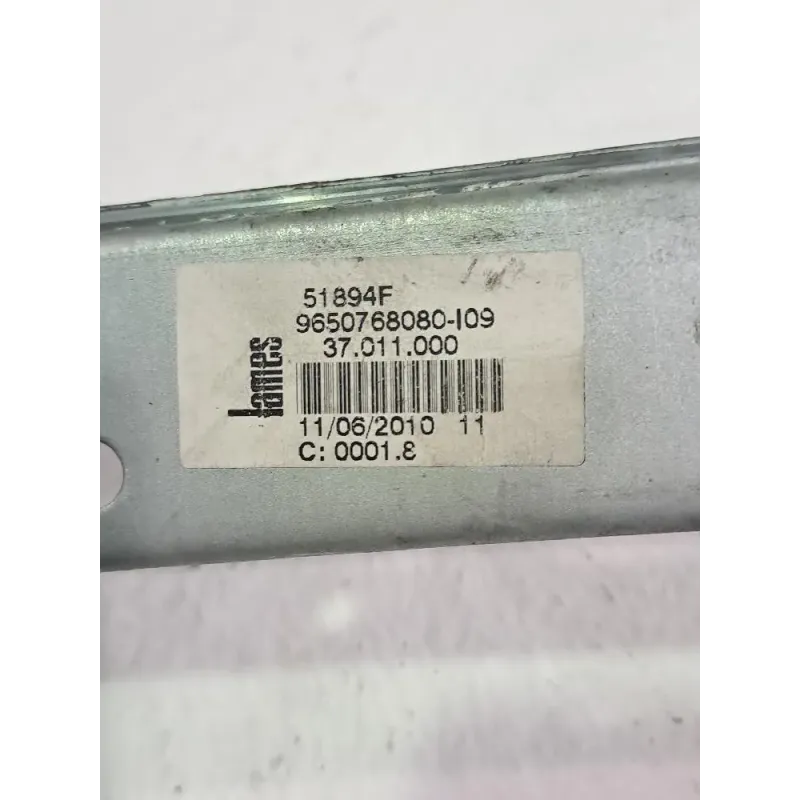 51894F
9650768080-I09
37.011.000
lames
11/06/2010 11
C: 0001.8